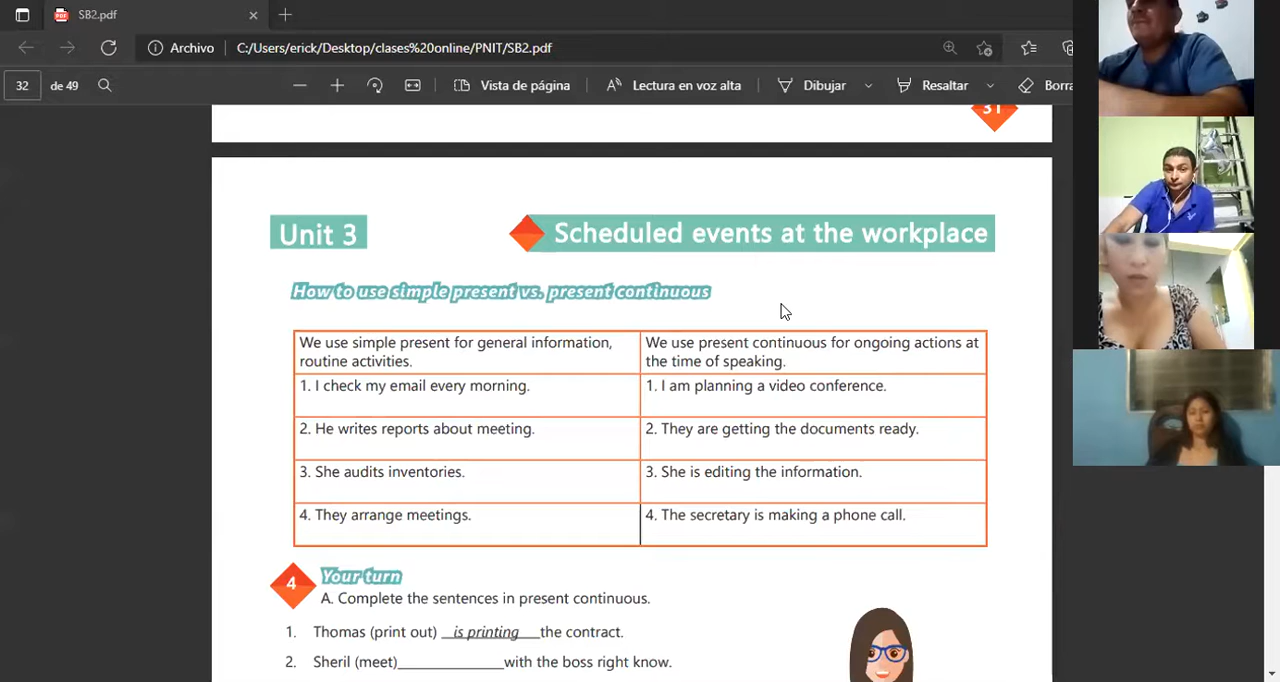 SB2.pdf
Archivo C:/Users/erick/Desktop/clases%20online/PNIT/SB2.pdf
32 de 49 Vista de página Lectura en voz alta Dibujar Resaltar Borra
31
Unit 3 Scheduled events at the workplace
How to use simple present vs. present continuous
We use simple present for general information,
routine activities.
We use present continuous for ongoing actions at
the time of speaking.
1. I check my email every morning. 1. I am planning a video conference.
2. He writes reports about meeting. 2. They are getting the documents ready.
3. She audits inventories. 3. She is editing the information.
4. They arrange meetings. 4. The secretary is making a phone call.
4 Your turn
A. Complete the sentences in present continuous.
1. Thomas (print out) __is printing___the contract.
2. Sheril (meet)______________with the boss right know.